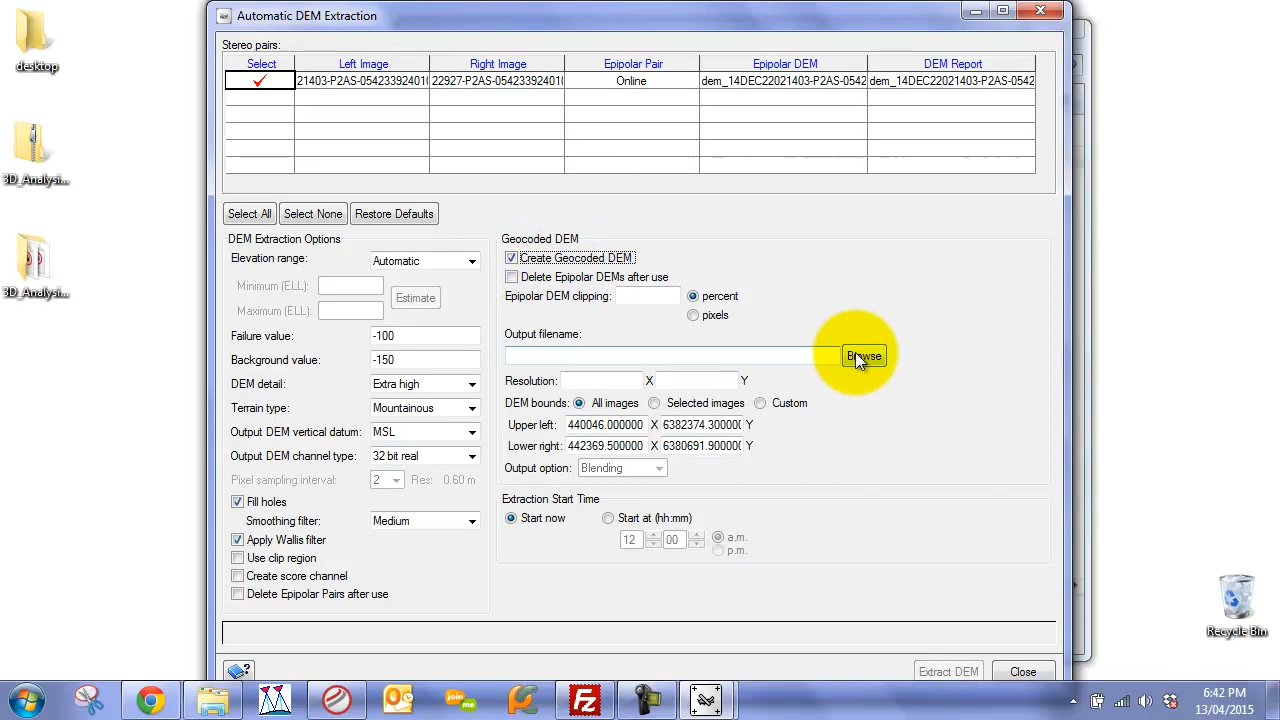 Automatic DEM Extraction
desktop
3D_Analysi...
3D_Analysi...
Stereo pairs:
Select Left Image Right Image Epipolar Pair Epipolar DEM DEM Report
21403-P2AS-054233924010 22927-P2AS-054233924010 Online dem_14DEC22021403-P2AS-0542 dem_14DEC22021403-P2AS-0542
Select All Select None Restore Defaults
DEM Extraction Options
Elevation range: Automatic
Minimum (ELL):
Maximum (ELL):
Estimate
Failure value: -100
Background value: -150
DEM detail: Extra high
Terrain type: Mountainous
Output DEM vertical datum: MSL
Output DEM channel type: 32 bit real
Pixel sampling interval: 2 Res: 0.60 m
Fill holes
Smoothing filter: Medium
Apply Wallis filter
Use clip region
Create score channel
Delete Epipolar Pairs after use
Geocoded DEM
Create Geocoded DEM
Delete Epipolar DEMs after use
Epipolar DEM clipping: percent
pixels
Output filename:
Browse
Resolution: X Y
DEM bounds: All images Selected images Custom
Upper left: 440046.000000 X 6382374.300000 Y
Lower right: 442369.500000 X 6380691.900000 Y
Output option: Blending
Extraction Start Time
Start now Start at (hh:mm)
12 00 a.m.
p.m.
Extract DEM Close
Recycle Bin
join
me
Fz
6:42 PM
13/04/2015